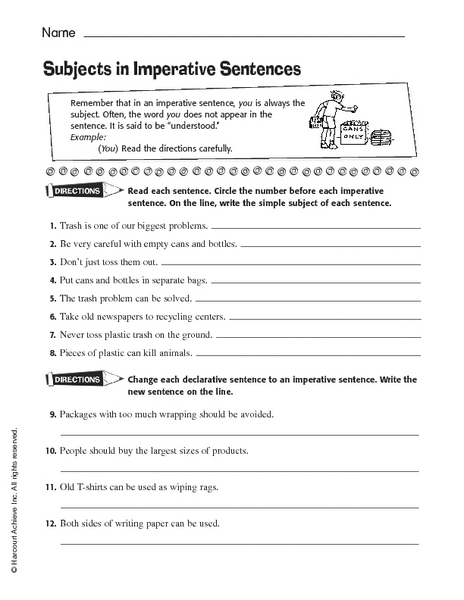 Name
Subjects in Imperative Sentences
Remember that in an imperative sentence, you is always the
subject. Often, the word you does not appear in the
sentence. It is said to be "understood."
Example:
(You) Read the directions carefully.
CANS
ONLY
DIRECTIONS
Read each sentence. Circle the number before each imperative
sentence. On the line, write the simple subject of each sentence.
1. Trash is one of our biggest problems.
2. Be very careful with empty cans and bottles.
3. Don't just toss them out.
4. Put cans and bottles in separate bags.
5. The trash problem can be solved.
6. Take old newspapers to recycling centers.
7. Never toss plastic trash on the ground.
8. Pieces of plastic can kill animals.
DIRECTIONS
Change each declarative sentence to an imperative sentence. Write the
new sentence on the line.
9. Packages with too much wrapping should be avoided.
10. People should buy the largest sizes of products.
11. Old T-shirts can be used as wiping rags.
12. Both sides of writing paper can be used.
© Harcourt Achieve Inc. All rights reserved.